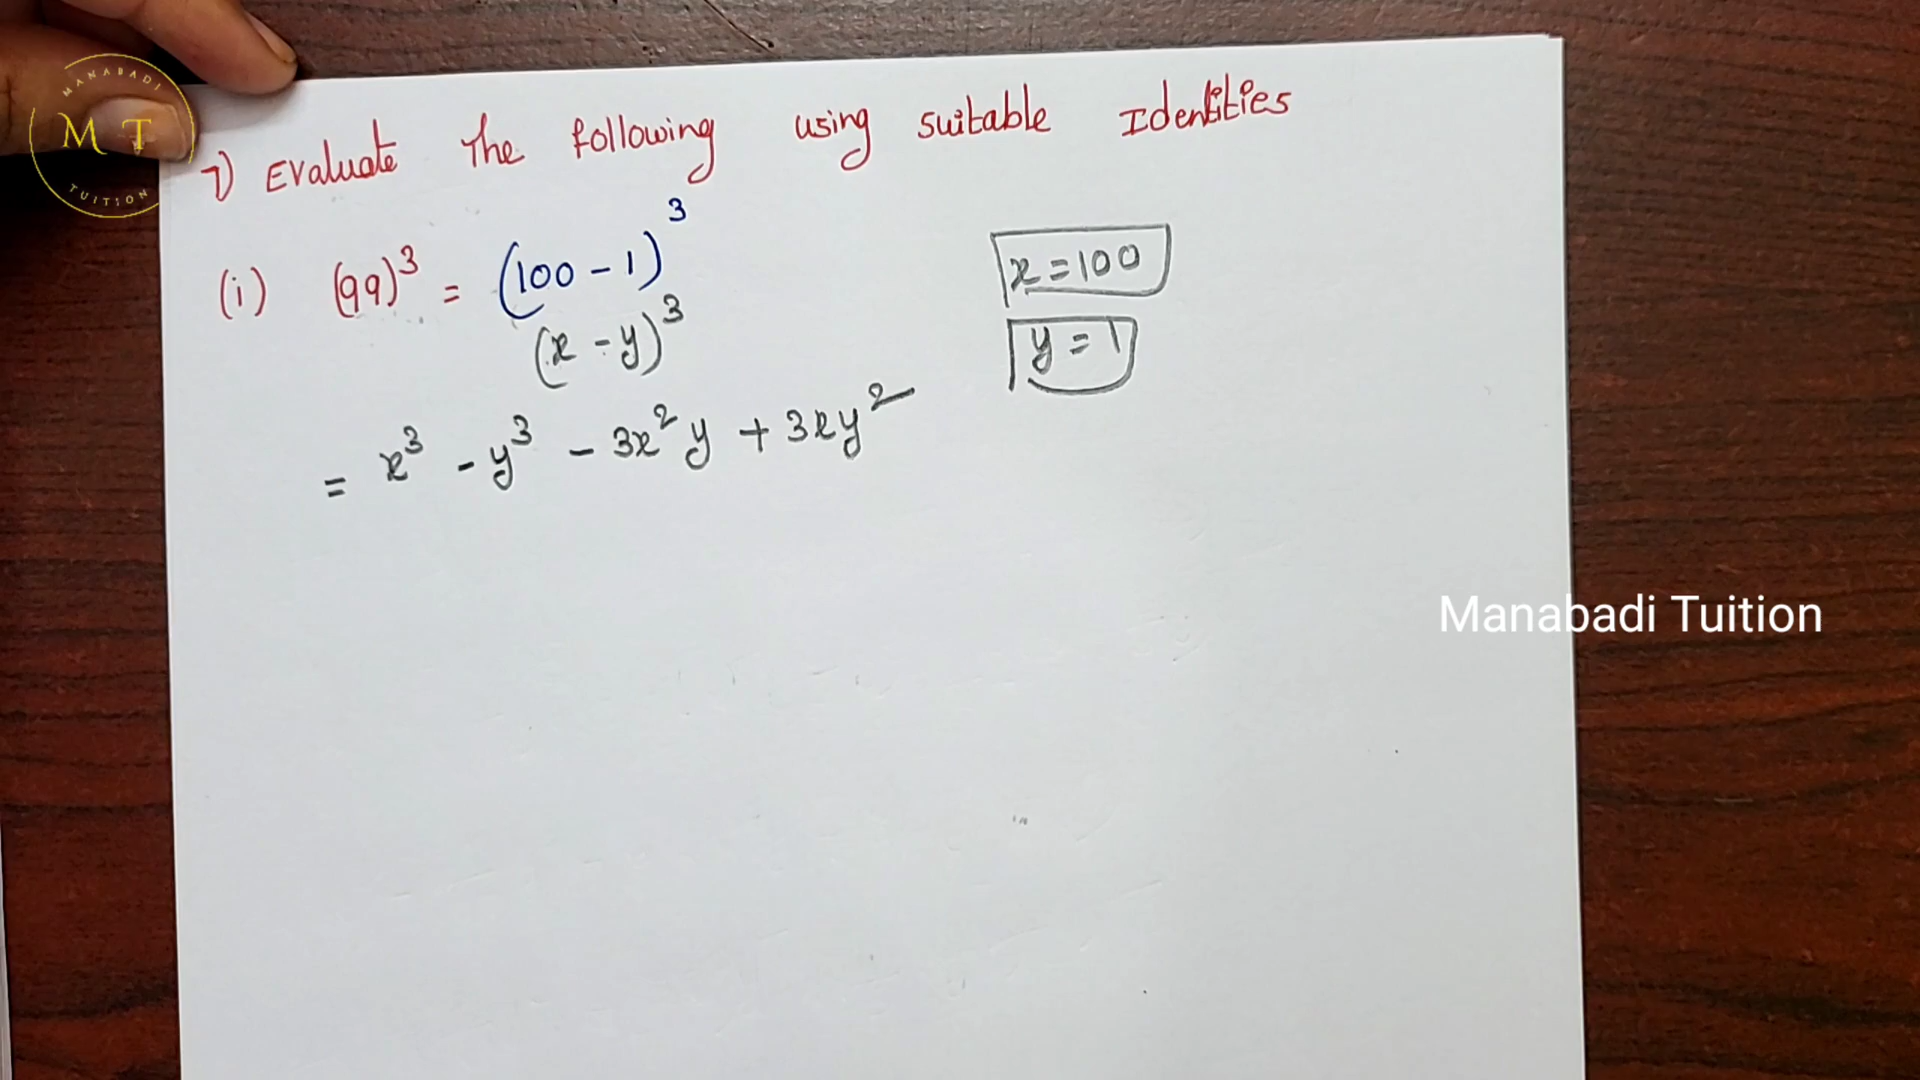 MANABADI
M T
TUITION
7) Evaluate The following using suitable Identities
(i) (99)³ = (100 - 1)³
(x - y)³
x = 100
y = 1
= x³ - y³ - 3x²y + 3xy²
Manabadi Tuition